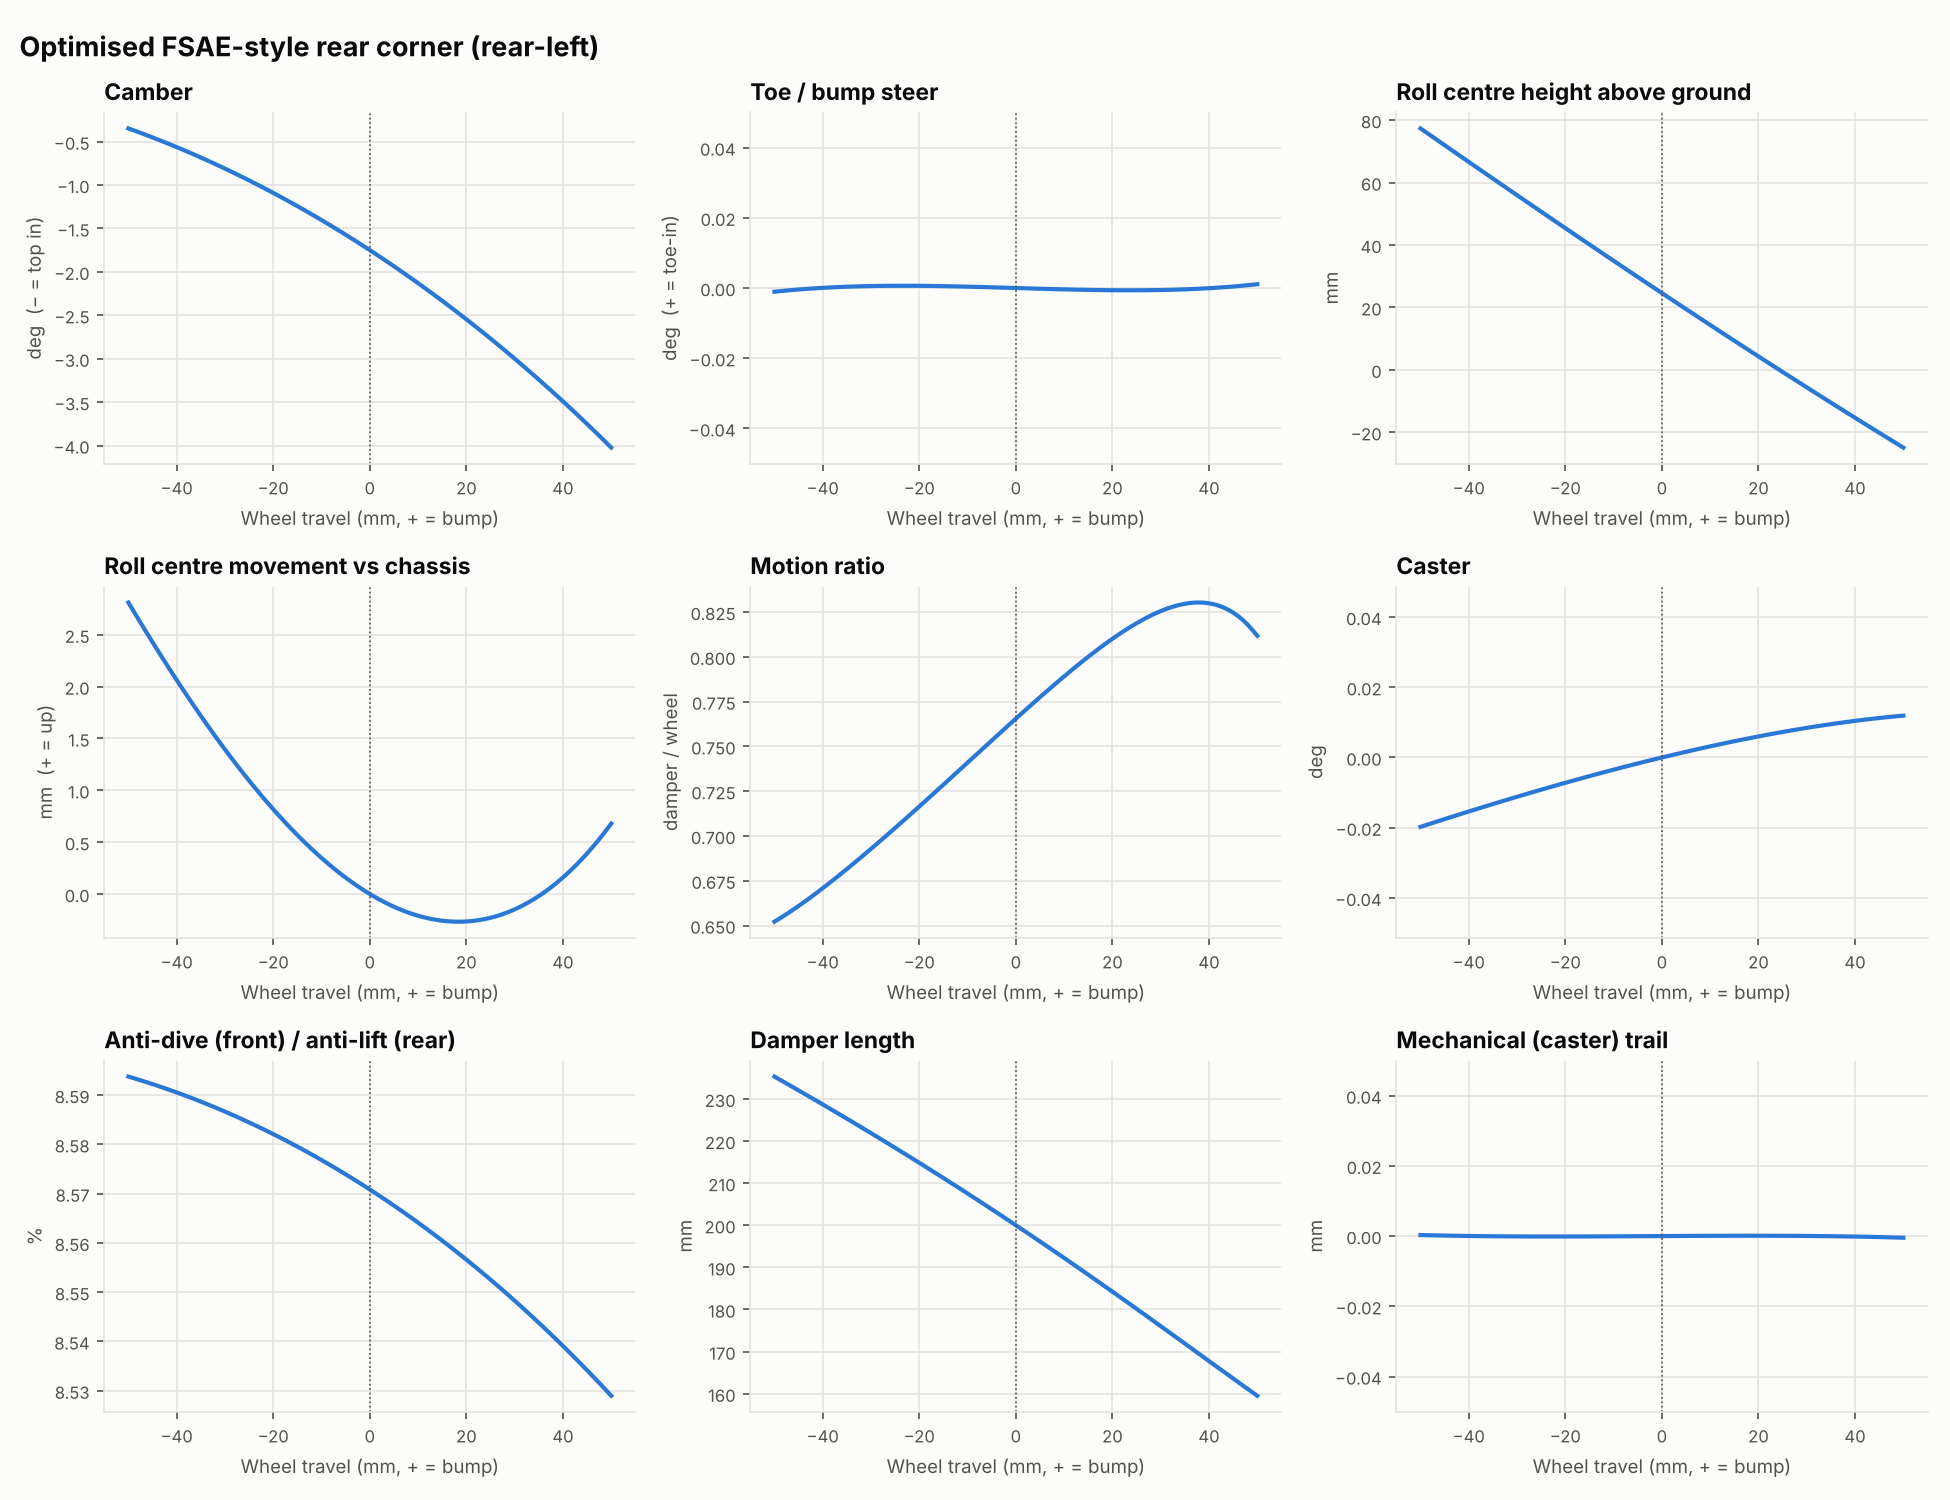 Optimised FSAE-style rear corner (rear-left)
Camber
deg (− = top in)
−0.5
−1.0
−1.5
−2.0
−2.5
−3.0
−3.5
−4.0
−40 −20 0 20 40
Wheel travel (mm, + = bump)
Toe / bump steer
deg (+ = toe-in)
0.04
0.02
0.00
−0.02
−0.04
−40 −20 0 20 40
Wheel travel (mm, + = bump)
Roll centre height above ground
mm
80
60
40
20
0
−20
−40 −20 0 20 40
Wheel travel (mm, + = bump)
Roll centre movement vs chassis
mm (+ = up)
2.5
2.0
1.5
1.0
0.5
0.0
−40 −20 0 20 40
Wheel travel (mm, + = bump)
Motion ratio
damper / wheel
0.825
0.800
0.775
0.750
0.725
0.700
0.675
0.650
−40 −20 0 20 40
Wheel travel (mm, + = bump)
Caster
deg
0.04
0.02
0.00
−0.02
−0.04
−40 −20 0 20 40
Wheel travel (mm, + = bump)
Anti-dive (front) / anti-lift (rear)
%
8.59
8.58
8.57
8.56
8.55
8.54
8.53
−40 −20 0 20 40
Wheel travel (mm, + = bump)
Damper length
mm
230
220
210
200
190
180
170
160
−40 −20 0 20 40
Wheel travel (mm, + = bump)
Mechanical (caster) trail
mm
0.04
0.02
0.00
−0.02
−0.04
−40 −20 0 20 40
Wheel travel (mm, + = bump)